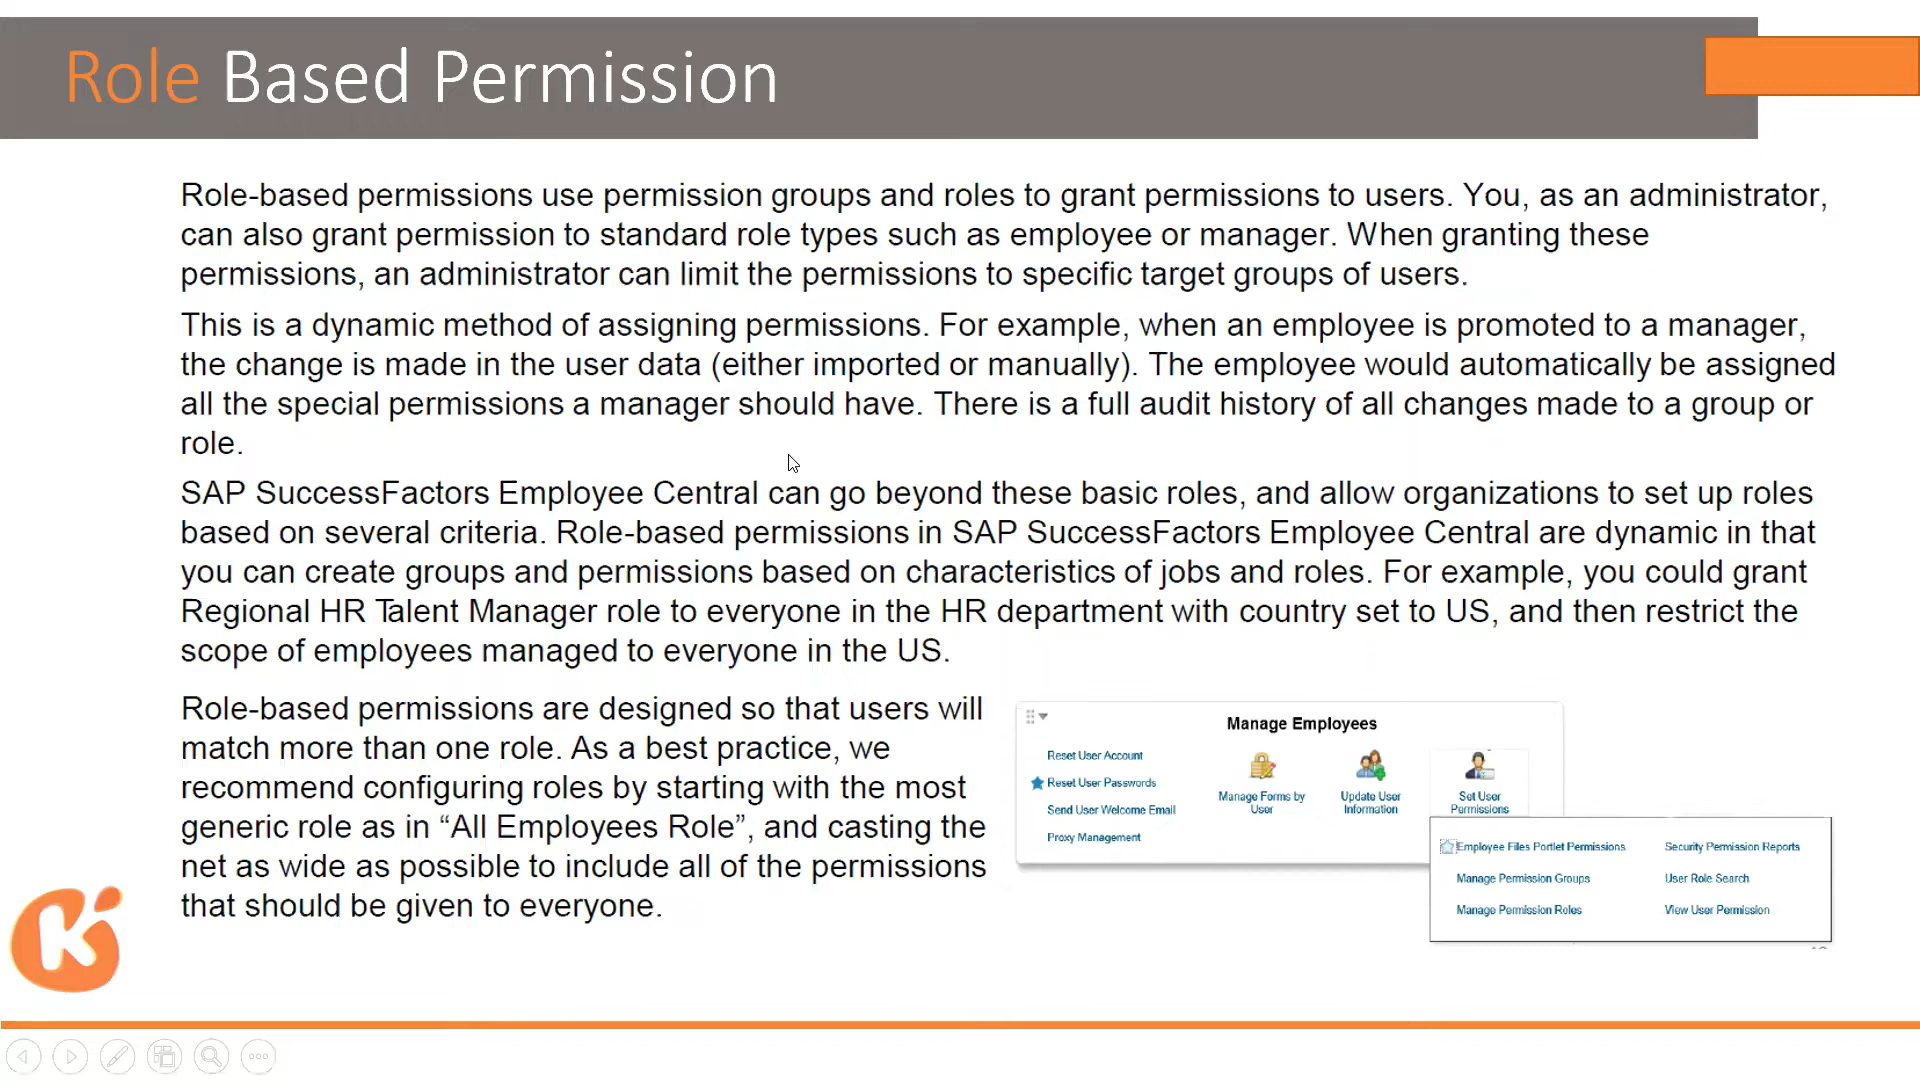 Role Based Permission
Role-based permissions use permission groups and roles to grant permissions to users. You, as an administrator,
can also grant permission to standard role types such as employee or manager. When granting these
permissions, an administrator can limit the permissions to specific target groups of users.
This is a dynamic method of assigning permissions. For example, when an employee is promoted to a manager,
the change is made in the user data (either imported or manually). The employee would automatically be assigned
all the special permissions a manager should have. There is a full audit history of all changes made to a group or
role.
SAP SuccessFactors Employee Central can go beyond these basic roles, and allow organizations to set up roles
based on several criteria. Role-based permissions in SAP SuccessFactors Employee Central are dynamic in that
you can create groups and permissions based on characteristics of jobs and roles. For example, you could grant
Regional HR Talent Manager role to everyone in the HR department with country set to US, and then restrict the
scope of employees managed to everyone in the US.
Role-based permissions are designed so that users will
match more than one role. As a best practice, we
recommend configuring roles by starting with the most
generic role as in “All Employees Role”, and casting the
net as wide as possible to include all of the permissions
that should be given to everyone.
Manage Employees
Reset User Account
Reset User Passwords
Send User Welcome Email
Proxy Management
Manage Forms by
User
Update User
Information
Set User
Permissions
Employee Files Portlet Permissions
Manage Permission Groups
Manage Permission Roles
Security Permission Reports
User Role Search
View User Permission
K